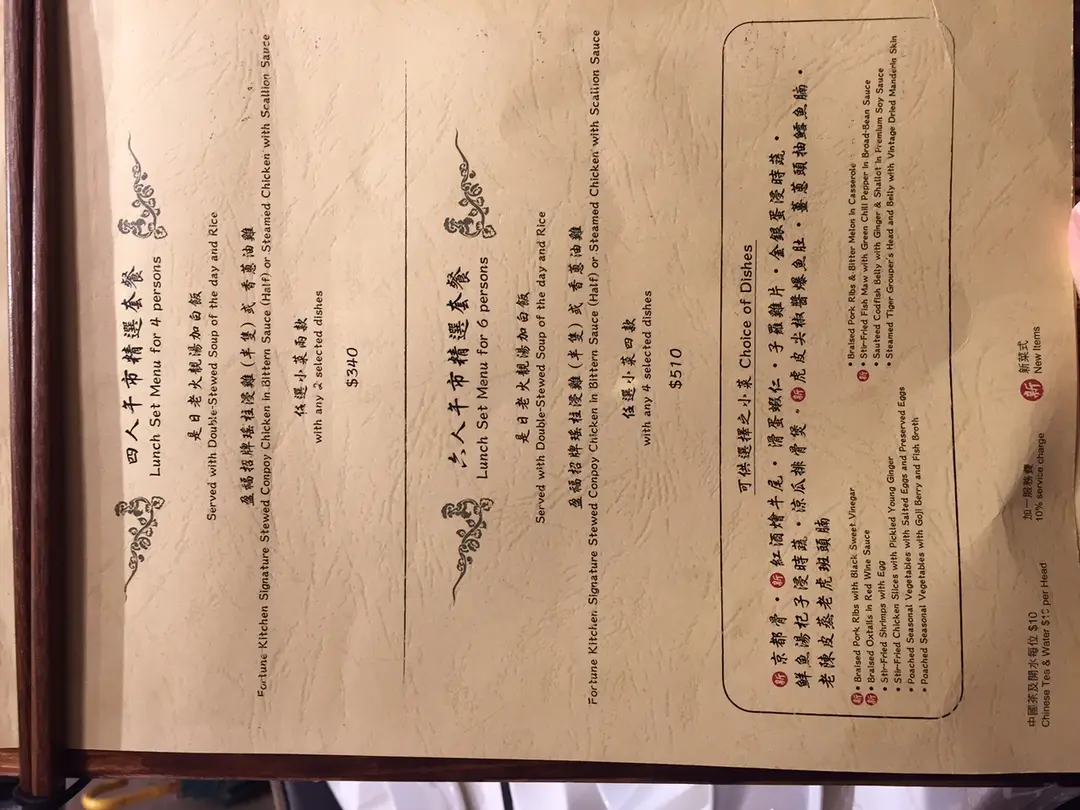 四人午市精選套餐
Lunch Set Menu for 4 persons
是日老火靚湯加白飯
Served with Double-Stewed Soup of the day and Rice
盈福招牌瑤柱浸雞(半隻)或香蔥油雞
Fortune Kitchen Signature Stewed Conpoy Chicken in Bittern Sauce (Half) or Steamed Chicken with Scallion Sauce
任選小菜兩款
with any 2 selected dishes
$340
六人午市精選套餐
Lunch Set Menu for 6 persons
是日老火靚湯加白飯
Served with Double-Stewed Soup of the day and Rice
盈福招牌瑤柱浸雞(半隻)或香蔥油雞
Fortune Kitchen Signature Stewed Conpoy Chicken in Bittern Sauce (Half) or Steamed Chicken with Scallion Sauce
任選小菜四款
with any 4 selected dishes
$510
可供選擇之小菜 Choice of Dishes
新 京都骨・新 紅酒燴牛尾・滑蛋蝦仁・子蘿雞片・金銀蛋浸時蔬・
鮮魚湯杞子浸時蔬・涼瓜排骨煲・新 虎皮尖椒醬爆魚肚・薑蔥頭抽鱈魚腩・
老陳皮蒸老虎班頭腩
新 • Braised Pork Ribs with Black Sweet Vinegar
新 • Braised Oxtails in Red Wine Sauce
• Stir-Fried Shrimps with Egg
• Stir-Fried Chicken Slices with Pickled Young Ginger
• Poached Seasonal Vegetables with Salted Eggs and Preserved Eggs
• Poached Seasonal Vegetables with Goji Berry and Fish Broth
• Braised Pork Ribs & Bitter Melon in Casserole
新 • Stir-Fried Fish Maw with Green Chili Pepper in Broad-Bean Sauce
• Sauteed Codfish Belly with Ginger & Shallot in Premium Soy Sauce
• Steamed Tiger Grouper's Head and Belly with Vintage Dried Mandarin Skin
中國茶及開水每位 $10
Chinese Tea & Water $10 per Head
加一服務費
10% service charge
新 新菜式
New Items